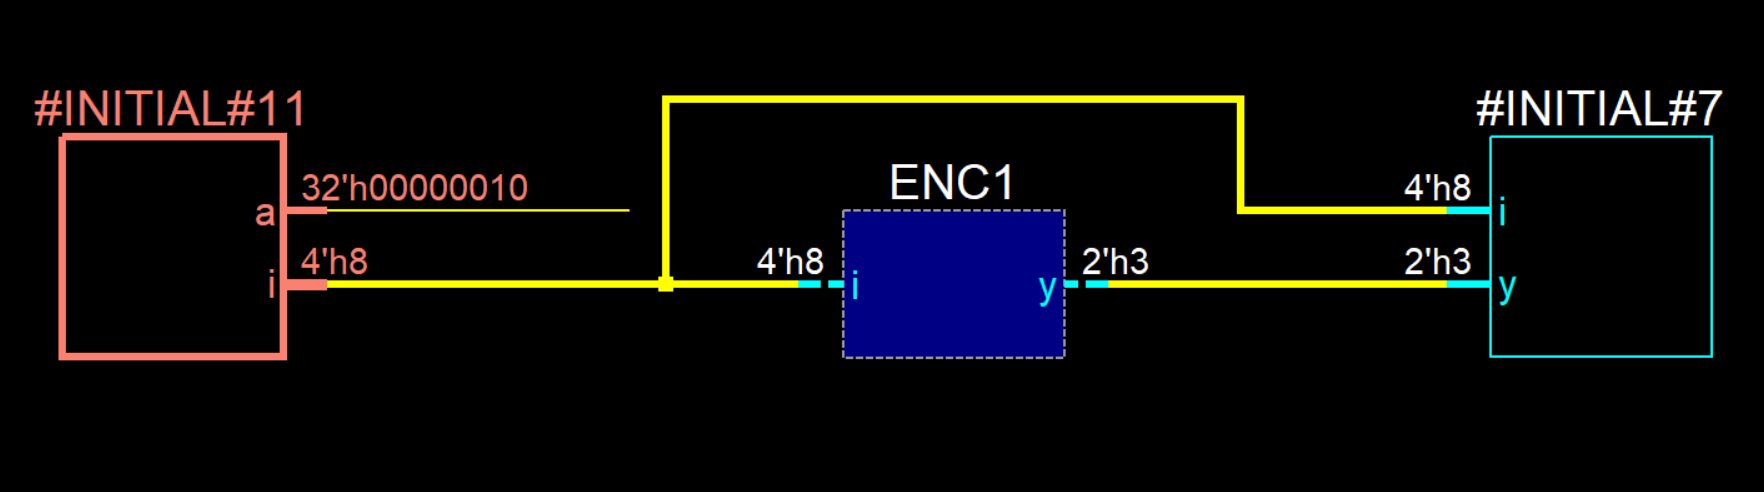 #INITIAL#11
a
32'h00000010
i
4'h8
ENC1
4'h8
i
y
2'h3
#INITIAL#7
4'h8
i
2'h3
y